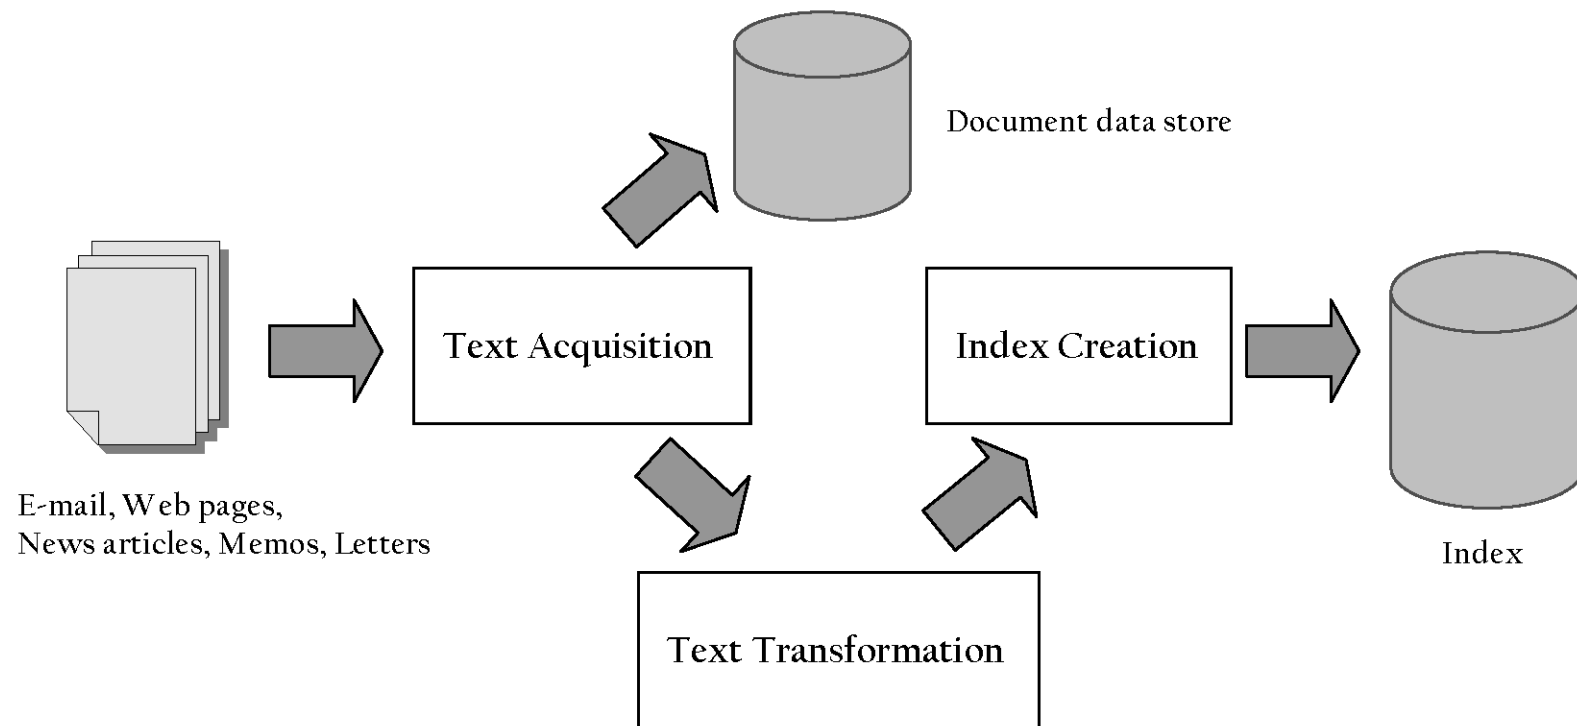 Document data store
Text Acquisition
Index Creation
E-mail, Web pages,
News articles, Memos, Letters
Index
Text Transformation